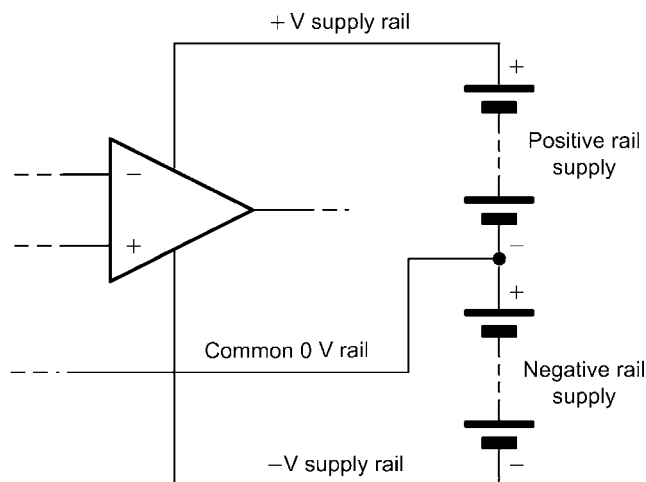 + V supply rail
+
Positive rail
supply
−
+
−
+
Common 0 V rail
Negative rail
supply
−V supply rail
−